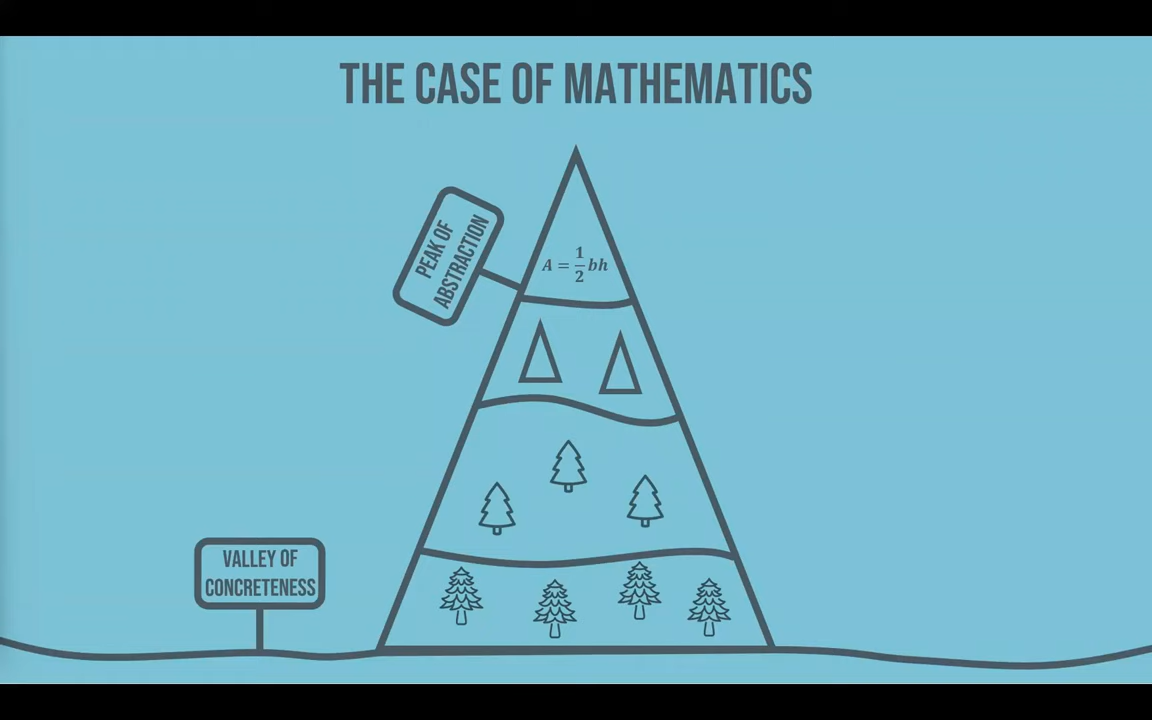 THE CASE OF MATHEMATICS
PEAK OF
ABSTRACTION
A = 1/2 bh
VALLEY OF
CONCRETENESS